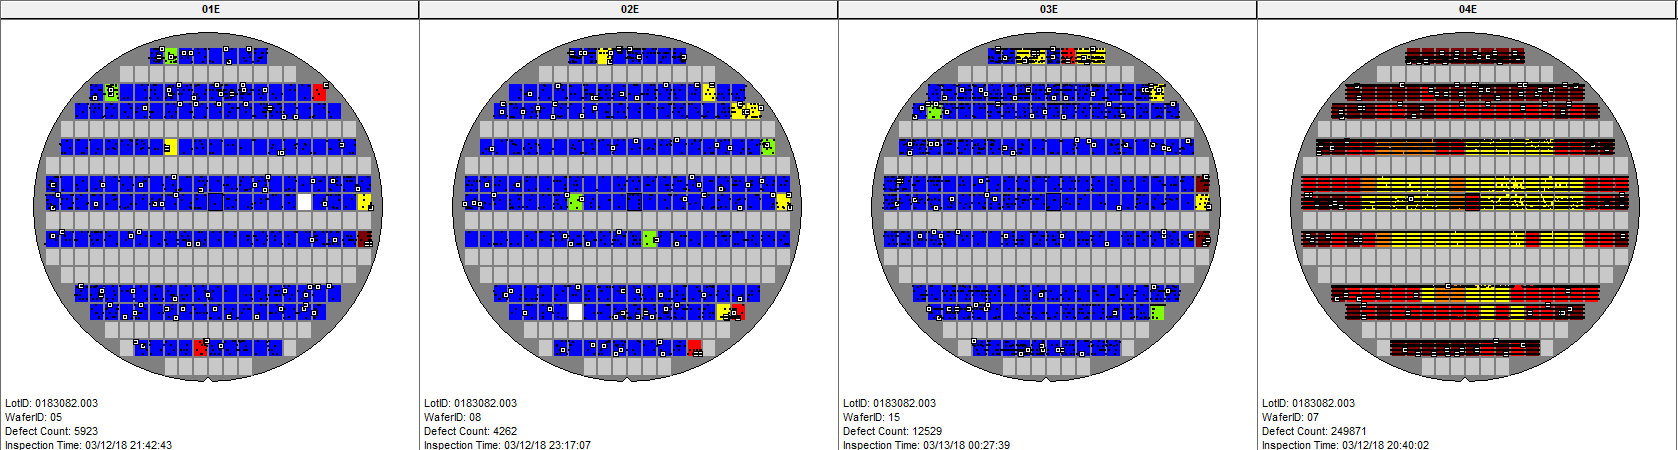 01E
02E
03E
04E
LotID: 0183082.003
WaferID: 05
Defect Count: 5923
Inspection Time: 03/12/18 21:42:43
LotID: 0183082.003
WaferID: 08
Defect Count: 4262
Inspection Time: 03/12/18 23:17:07
LotID: 0183082.003
WaferID: 15
Defect Count: 12529
Inspection Time: 03/13/18 00:27:39
LotID: 0183082.003
WaferID: 07
Defect Count: 249871
Inspection Time: 03/12/18 20:40:02